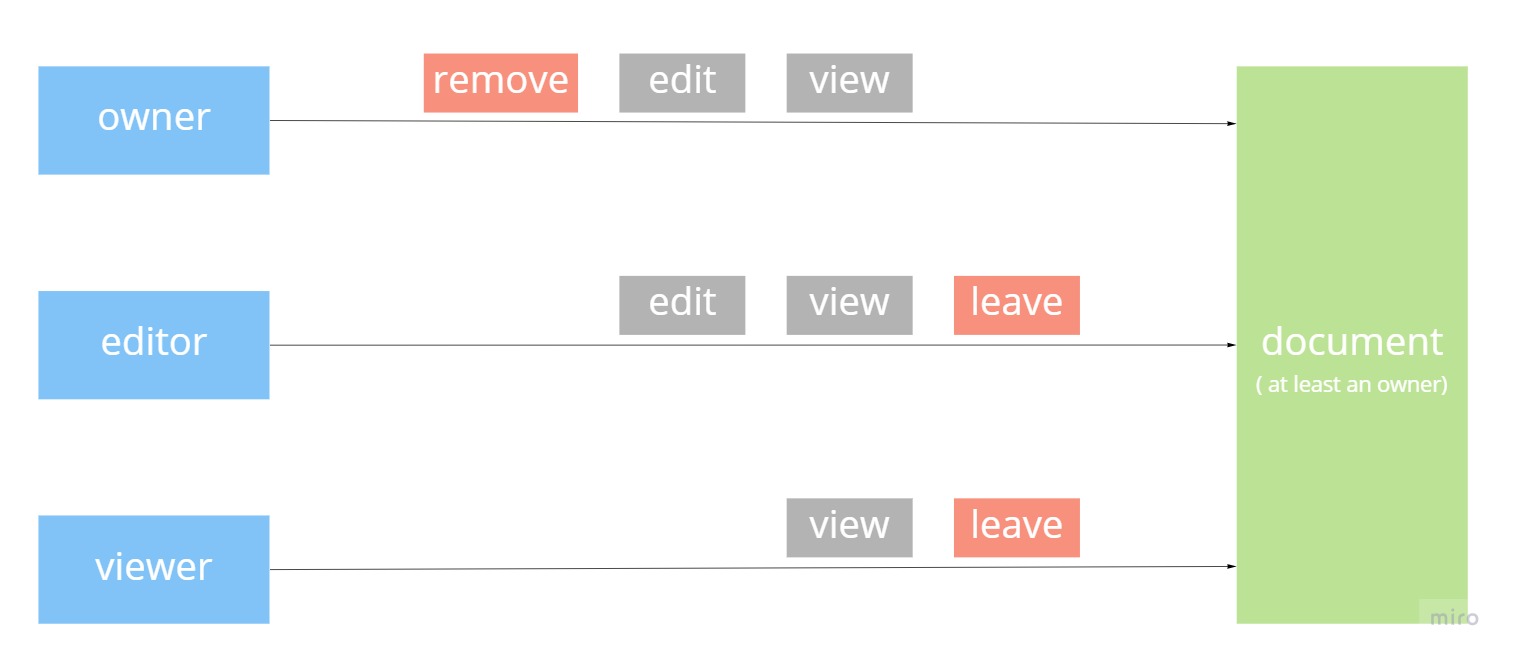 remove edit view
owner
edit view leave
editor
document
( at least an owner)
view leave
viewer
miro